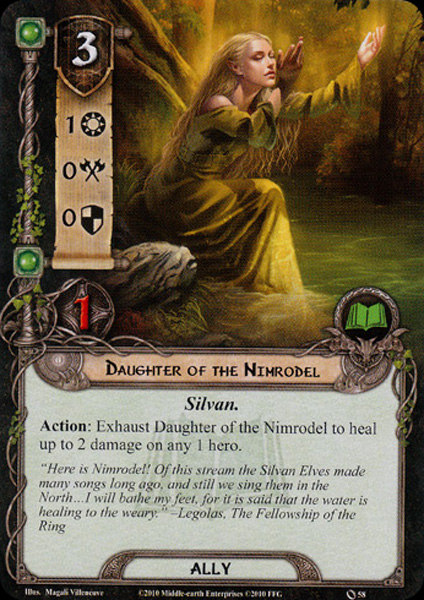 3
1
0
0
1
DAUGHTER OF THE NIMRODEL
Silvan.
Action: Exhaust Daughter of the Nimrodel to heal
up to 2 damage on any 1 hero.
“Here is Nimrodel! Of this stream the Silvan Elves made
many songs long ago, and still we sing them in the
North…I will bathe my feet, for it is said that the water is
healing to the weary.” –Legolas, The Fellowship of the
Ring
ALLY
Illus. Magali Villeneuve ©2010 Middle-earth Enterprises ©2010 FFG 58